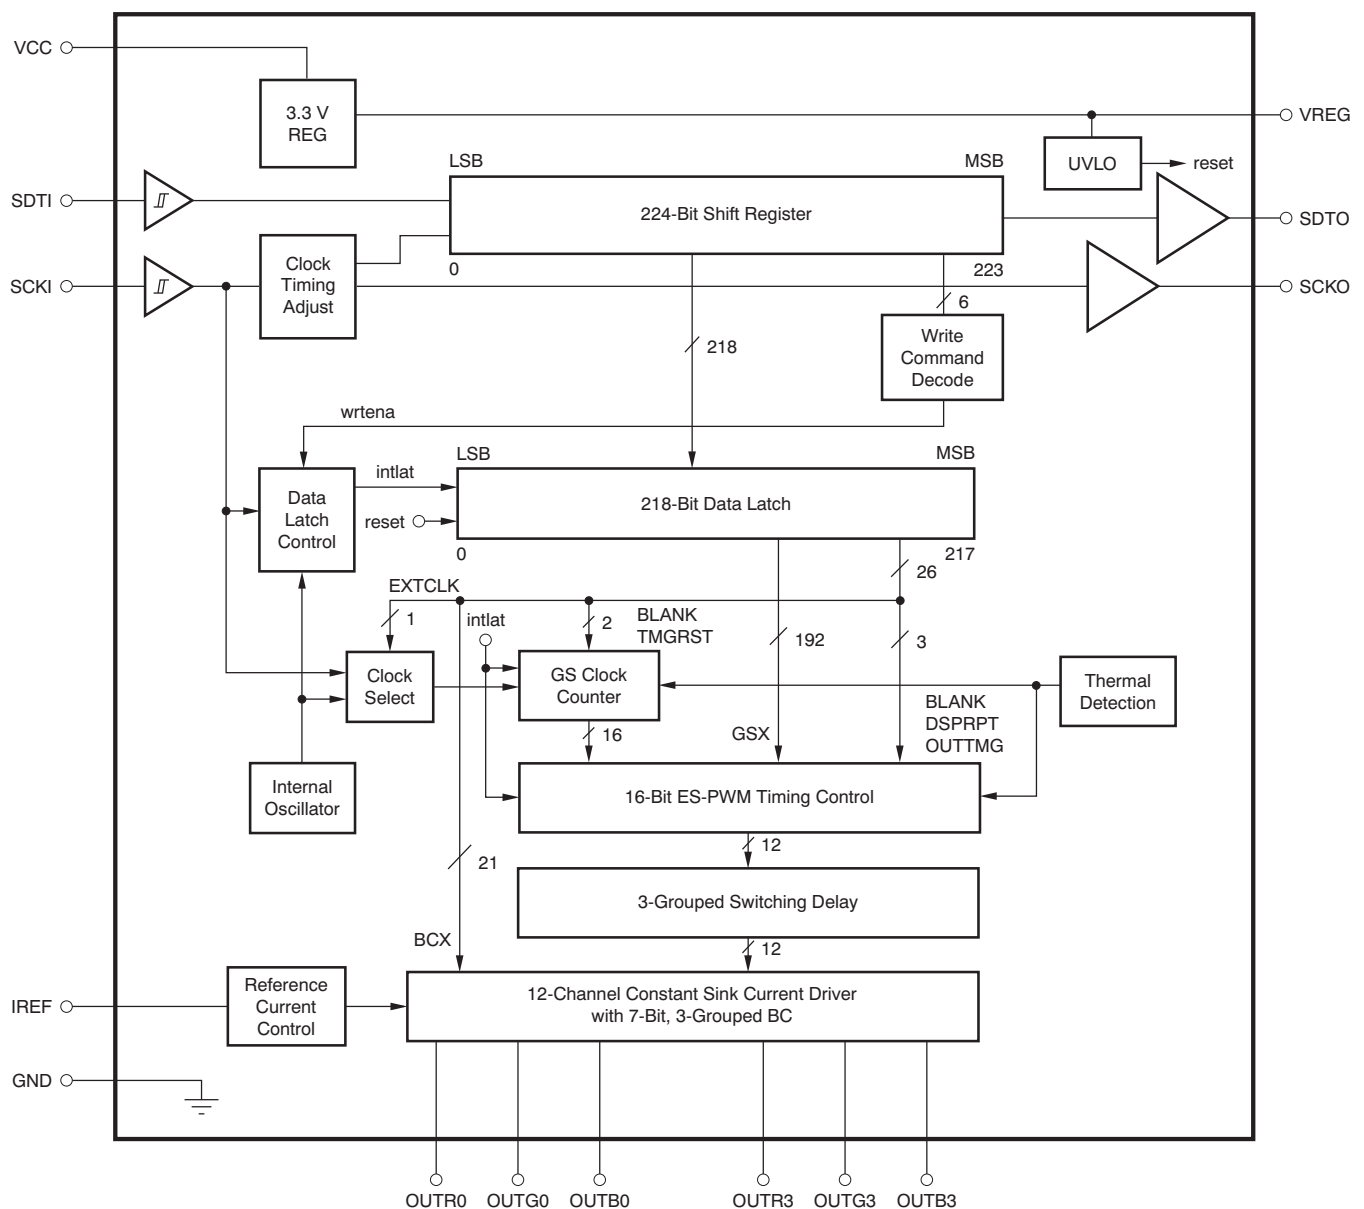 VCC
3.3 V
REG
VREG
UVLO
reset
LSB
MSB
SDTI
224-Bit Shift Register
SDTO
0
223
SCKI
Clock
Timing
Adjust
SCKO
6
218
Write
Command
Decode
wrtena
LSB
MSB
intlat
Data
Latch
Control
218-Bit Data Latch
reset
0
217
26
EXTCLK
1
intlat
2
BLANK
TMGRST
192
3
Clock
Select
GS Clock
Counter
Thermal
Detection
16
GSX
BLANK
DSPRPT
OUTTMG
Internal
Oscillator
16-Bit ES-PWM Timing Control
12
21
3-Grouped Switching Delay
BCX
12
IREF
Reference
Current
Control
12-Channel Constant Sink Current Driver
with 7-Bit, 3-Grouped BC
GND
OUTR0
OUTG0
OUTB0
OUTR3
OUTG3
OUTB3